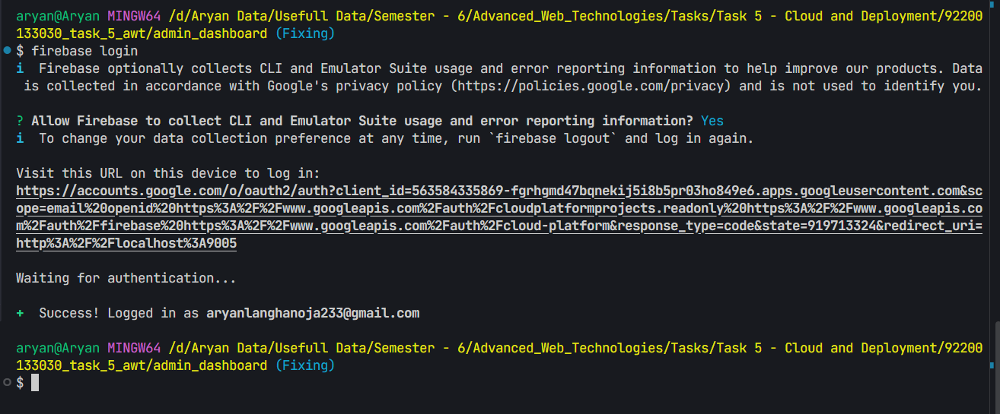 aryan@Aryan MINGW64 /d/Aryan Data/Usefull Data/Semester - 6/Advanced_Web_Technologies/Tasks/Task 5 - Cloud and Deployment/92200
133030_task_5_awt/admin_dashboard (Fixing)
$ firebase login
i  Firebase optionally collects CLI and Emulator Suite usage and error reporting information to help improve our products. Data
is collected in accordance with Google's privacy policy (https://policies.google.com/privacy) and is not used to identify you.
? Allow Firebase to collect CLI and Emulator Suite usage and error reporting information? Yes
i  To change your data collection preference at any time, run `firebase logout` and log in again.
Visit this URL on this device to log in:
https://accounts.google.com/o/oauth2/auth?client_id=563584335869-fgrhgmd47bqnekij5i8b5pr03ho849e6.apps.googleusercontent.com&sc
ope=email%20openid%20https%3A%2F%2Fwww.googleapis.com%2Fauth%2Fcloudplatformprojects.readonly%20https%3A%2F%2Fwww.googleapis.co
m%2Fauth%2Ffirebase%20https%3A%2F%2Fwww.googleapis.com%2Fauth%2Fcloud-platform&response_type=code&state=919713324&redirect_uri=
http%3A%2F%2Flocalhost%3A9005
Waiting for authentication...
+  Success! Logged in as aryanlanghanoja233@gmail.com
aryan@Aryan MINGW64 /d/Aryan Data/Usefull Data/Semester - 6/Advanced_Web_Technologies/Tasks/Task 5 - Cloud and Deployment/92200
133030_task_5_awt/admin_dashboard (Fixing)
$